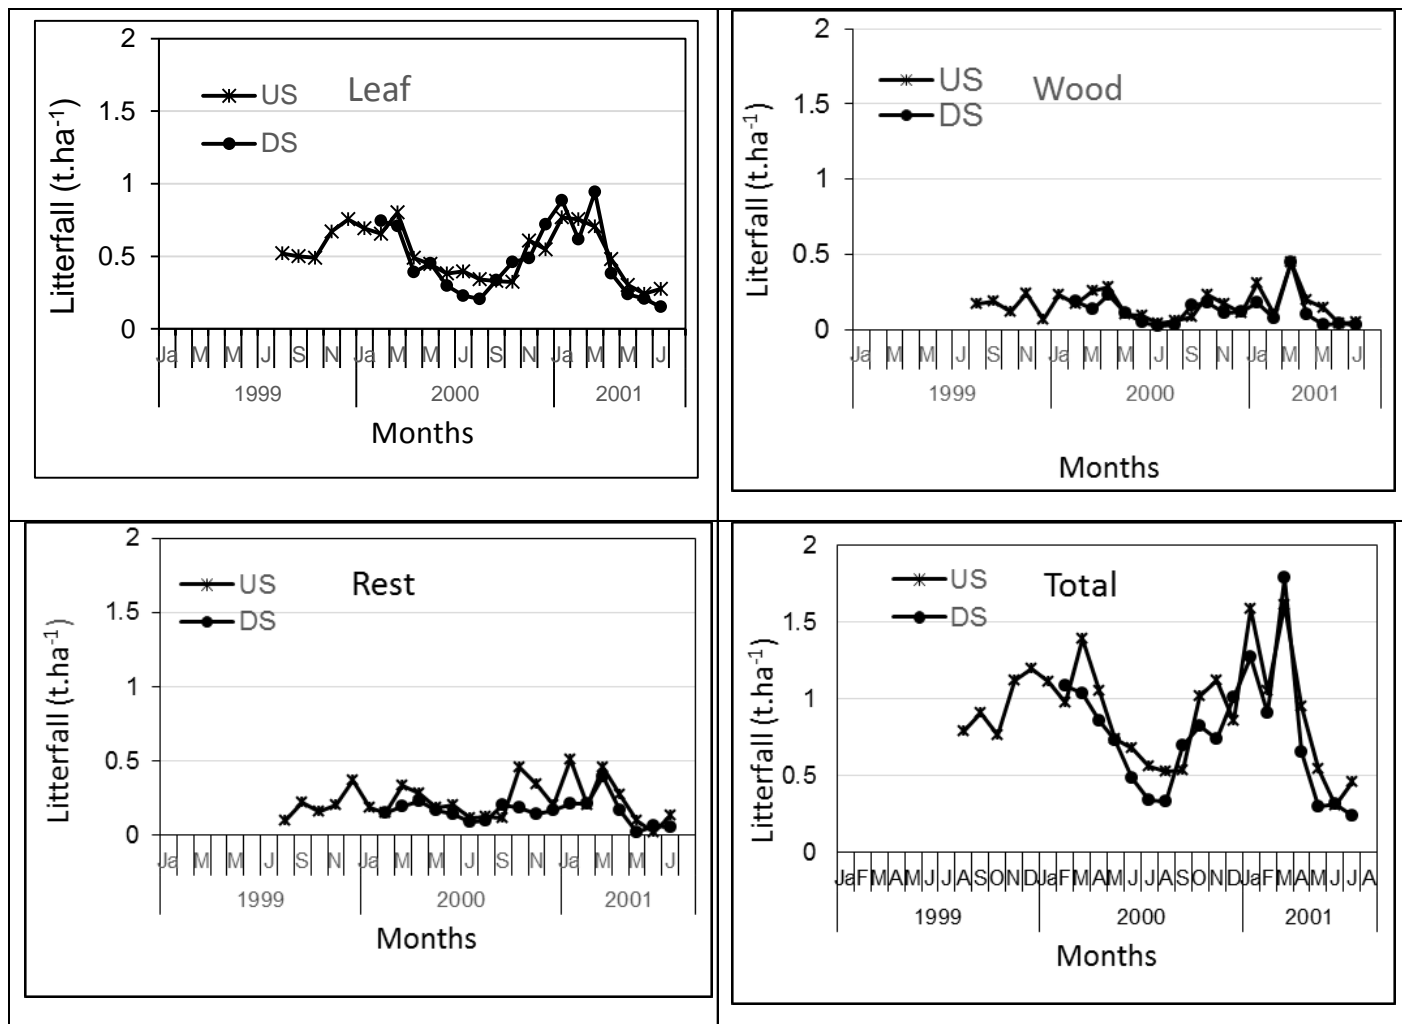 2
1.5
1
0.5
0
Litterfall (t.ha-1)
US
DS
Leaf
Ja M M J S N Ja M M J S N Ja M M J
1999 2000 2001
Months
2
1.5
1
0.5
0
Literfall (t.ha-1)
US
DS
Wood
Ja M M J S N Ja M M J S N Ja M M J
1999 2000 2001
Months
2
1.5
1
0.5
0
Litterfall (t.ha-1)
US
DS
Rest
Ja M M J S N Ja M M J S N Ja M M J
1999 2000 2001
Months
2
1.5
1
0.5
0
Literfall (t.ha-1)
US
DS
Total
Ja F M A M J J A S O N D Ja F M A M J J A S O N D Ja F M A M J J A
1999 2000 2001
Months